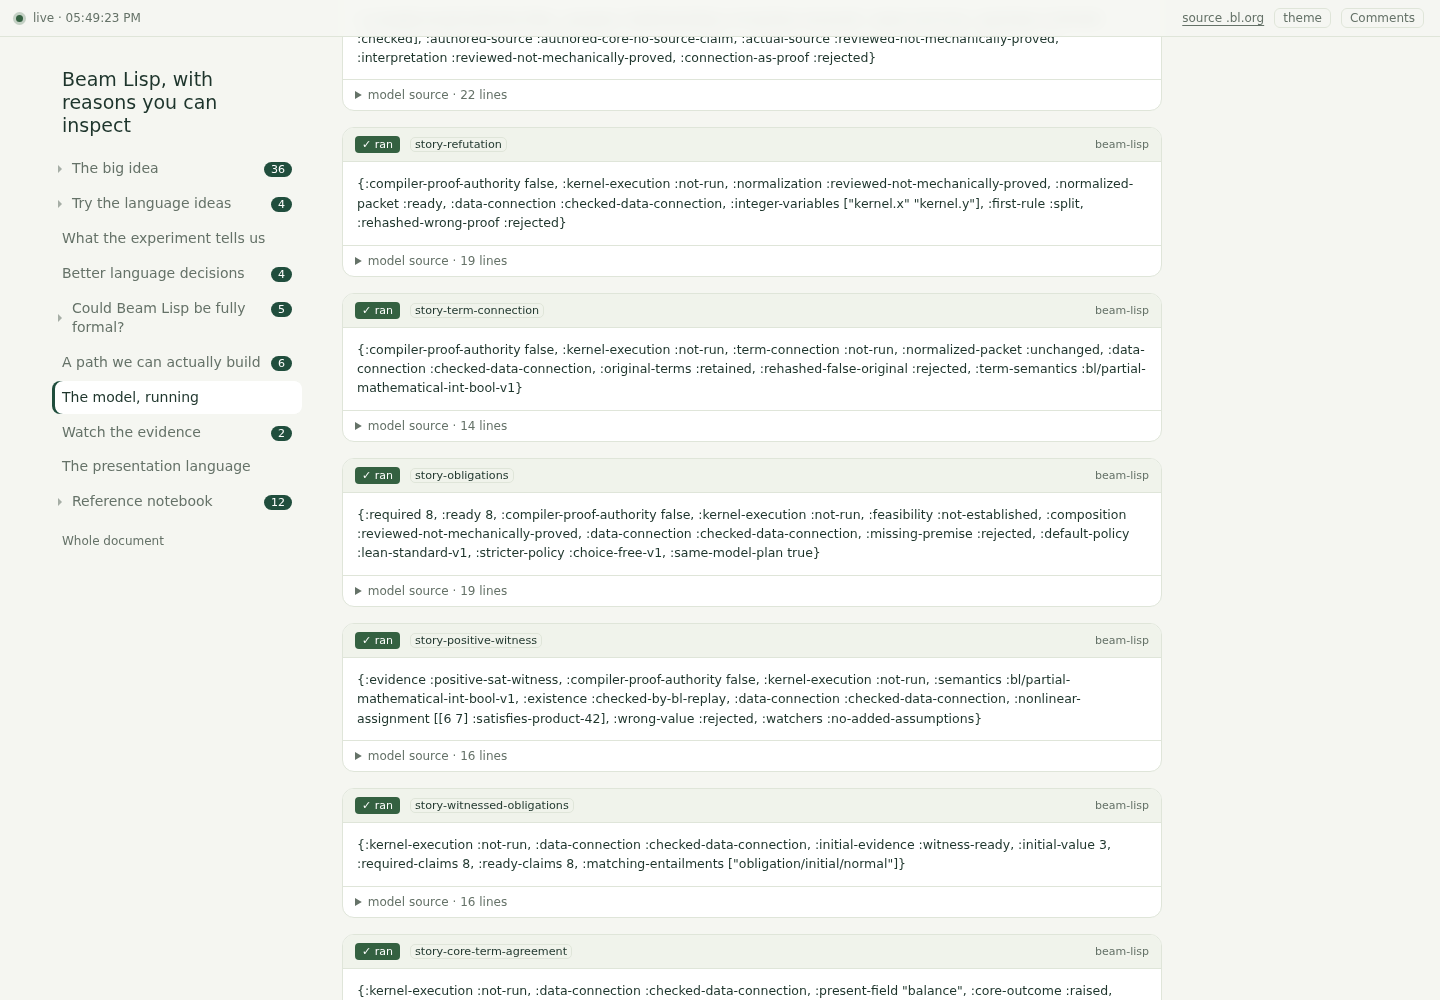 live · 05:49:23 PM
source .bl.org
theme
Comments
Beam Lisp, with
reasons you can
inspect
The big idea 36
Try the language ideas 4
What the experiment tells us
Better language decisions 4
Could Beam Lisp be fully 5
formal?
A path we can actually build 6
The model, running
Watch the evidence 2
The presentation language
Reference notebook 12
Whole document
:checked], :authored-source :authored-core-no-source-claim, :actual-source :reviewed-not-mechanically-proved,
:interpretation :reviewed-not-mechanically-proved, :connection-as-proof :rejected}
▶ model source · 22 lines
✓ ran story-refutation beam-lisp
{:compiler-proof-authority false, :kernel-execution :not-run, :normalization :reviewed-not-mechanically-proved, :normalized-
packet :ready, :data-connection :checked-data-connection, :integer-variables ["kernel.x" "kernel.y"], :first-rule :split,
:rehashed-wrong-proof :rejected}
▶ model source · 19 lines
✓ ran story-term-connection beam-lisp
{:compiler-proof-authority false, :kernel-execution :not-run, :term-connection :not-run, :normalized-packet :unchanged, :data-
connection :checked-data-connection, :original-terms :retained, :rehashed-false-original :rejected, :term-semantics :bl/partial-
mathematical-int-bool-v1}
▶ model source · 14 lines
✓ ran story-obligations beam-lisp
{:required 8, :ready 8, :compiler-proof-authority false, :kernel-execution :not-run, :feasibility :not-established, :composition
:reviewed-not-mechanically-proved, :data-connection :checked-data-connection, :missing-premise :rejected, :default-policy
:lean-standard-v1, :stricter-policy :choice-free-v1, :same-model-plan true}
▶ model source · 19 lines
✓ ran story-positive-witness beam-lisp
{:evidence :positive-sat-witness, :compiler-proof-authority false, :kernel-execution :not-run, :semantics :bl/partial-
mathematical-int-bool-v1, :existence :checked-by-bl-replay, :data-connection :checked-data-connection, :nonlinear-
assignment [[6 7] :satisfies-product-42], :wrong-value :rejected, :watchers :no-added-assumptions}
▶ model source · 16 lines
✓ ran story-witnessed-obligations beam-lisp
{:kernel-execution :not-run, :data-connection :checked-data-connection, :initial-evidence :witness-ready, :initial-value 3,
:required-claims 8, :ready-claims 8, :matching-entailments ["obligation/initial/normal"]}
▶ model source · 16 lines
✓ ran story-core-term-agreement beam-lisp
{:kernel-execution :not-run, :data-connection :checked-data-connection, :present-field "balance", :core-outcome :raised,